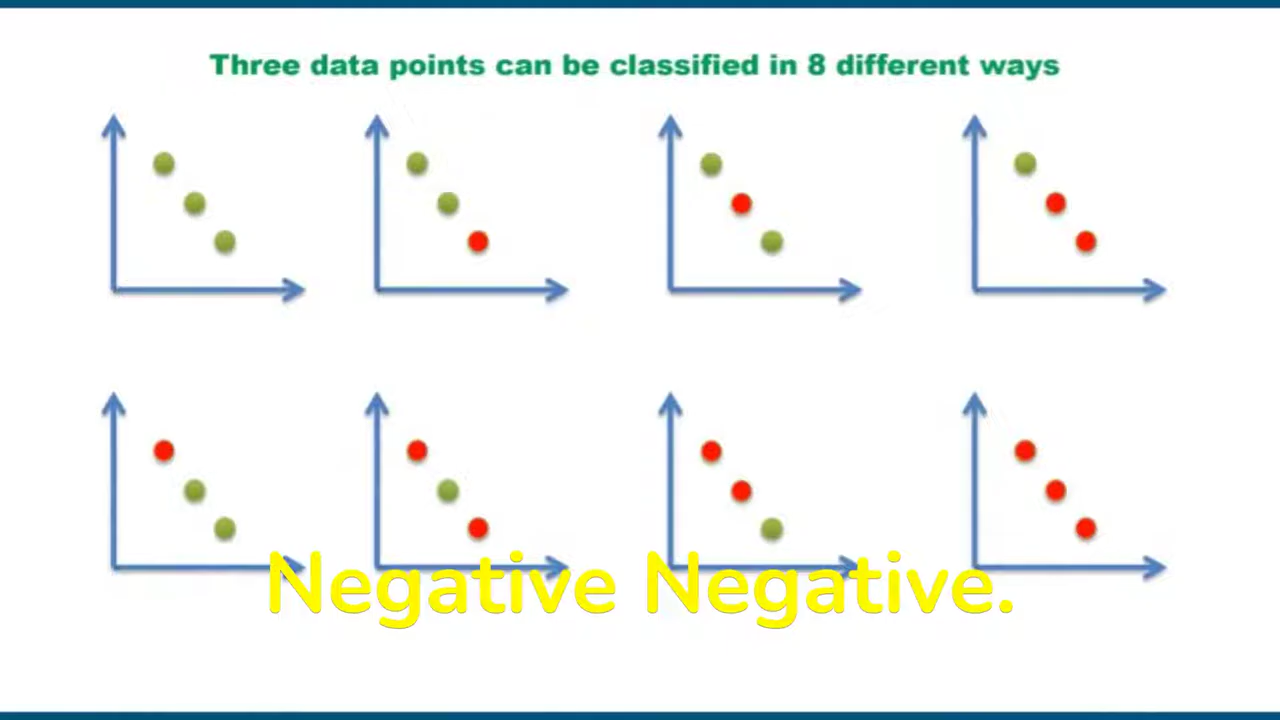 Three data points can be classified in 8 different ways
Negative Negative.